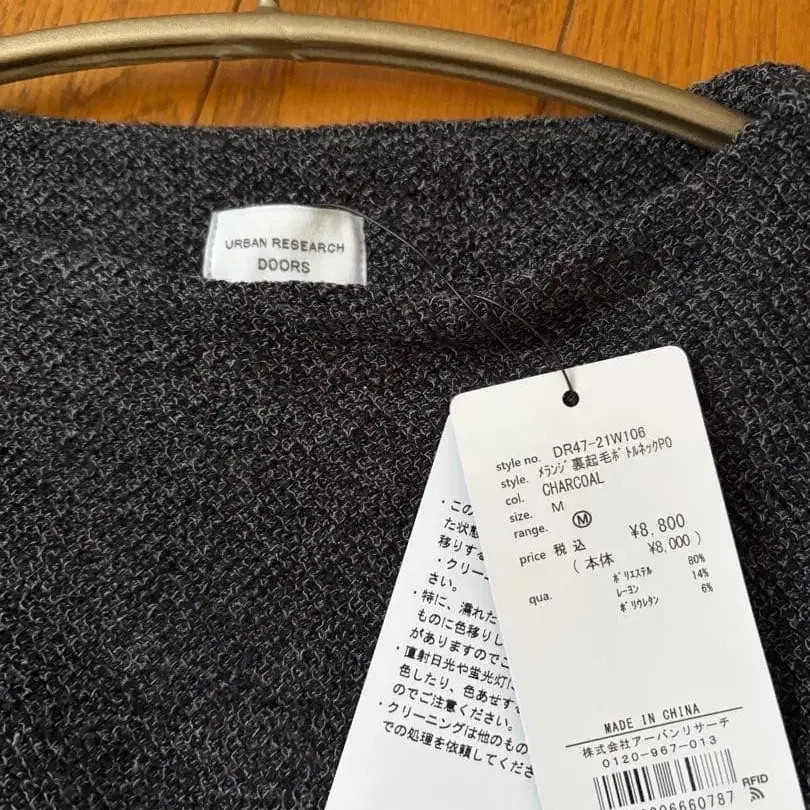 URBAN RESEARCH
DOORS
style no. DR47-21W106
style. ﾒﾗﾝｼﾞ裏起毛ﾎﾞﾄﾙﾈｯｸPO
col. CHARCOAL
size. M
range. Ⓜ
price 税込 ¥8,800
(本体 ¥8,000)
qua. ﾎﾟﾘｴｽﾃﾙ 80%
ﾚｰﾖﾝ 14%
ﾎﾟﾘｳﾚﾀﾝ 6%
MADE IN CHINA
株式会社アーバンリサーチ
0120-967-013
RFID
・この
た状態
移りする
・クリーニ
さい。
・特に、濡れた
ものに色移りし
がありますのでご
・直射日光や蛍光灯に
色したり、色あせする
のでご注意ください。
・クリーニングは他のもの
での処理を依頼してくださ